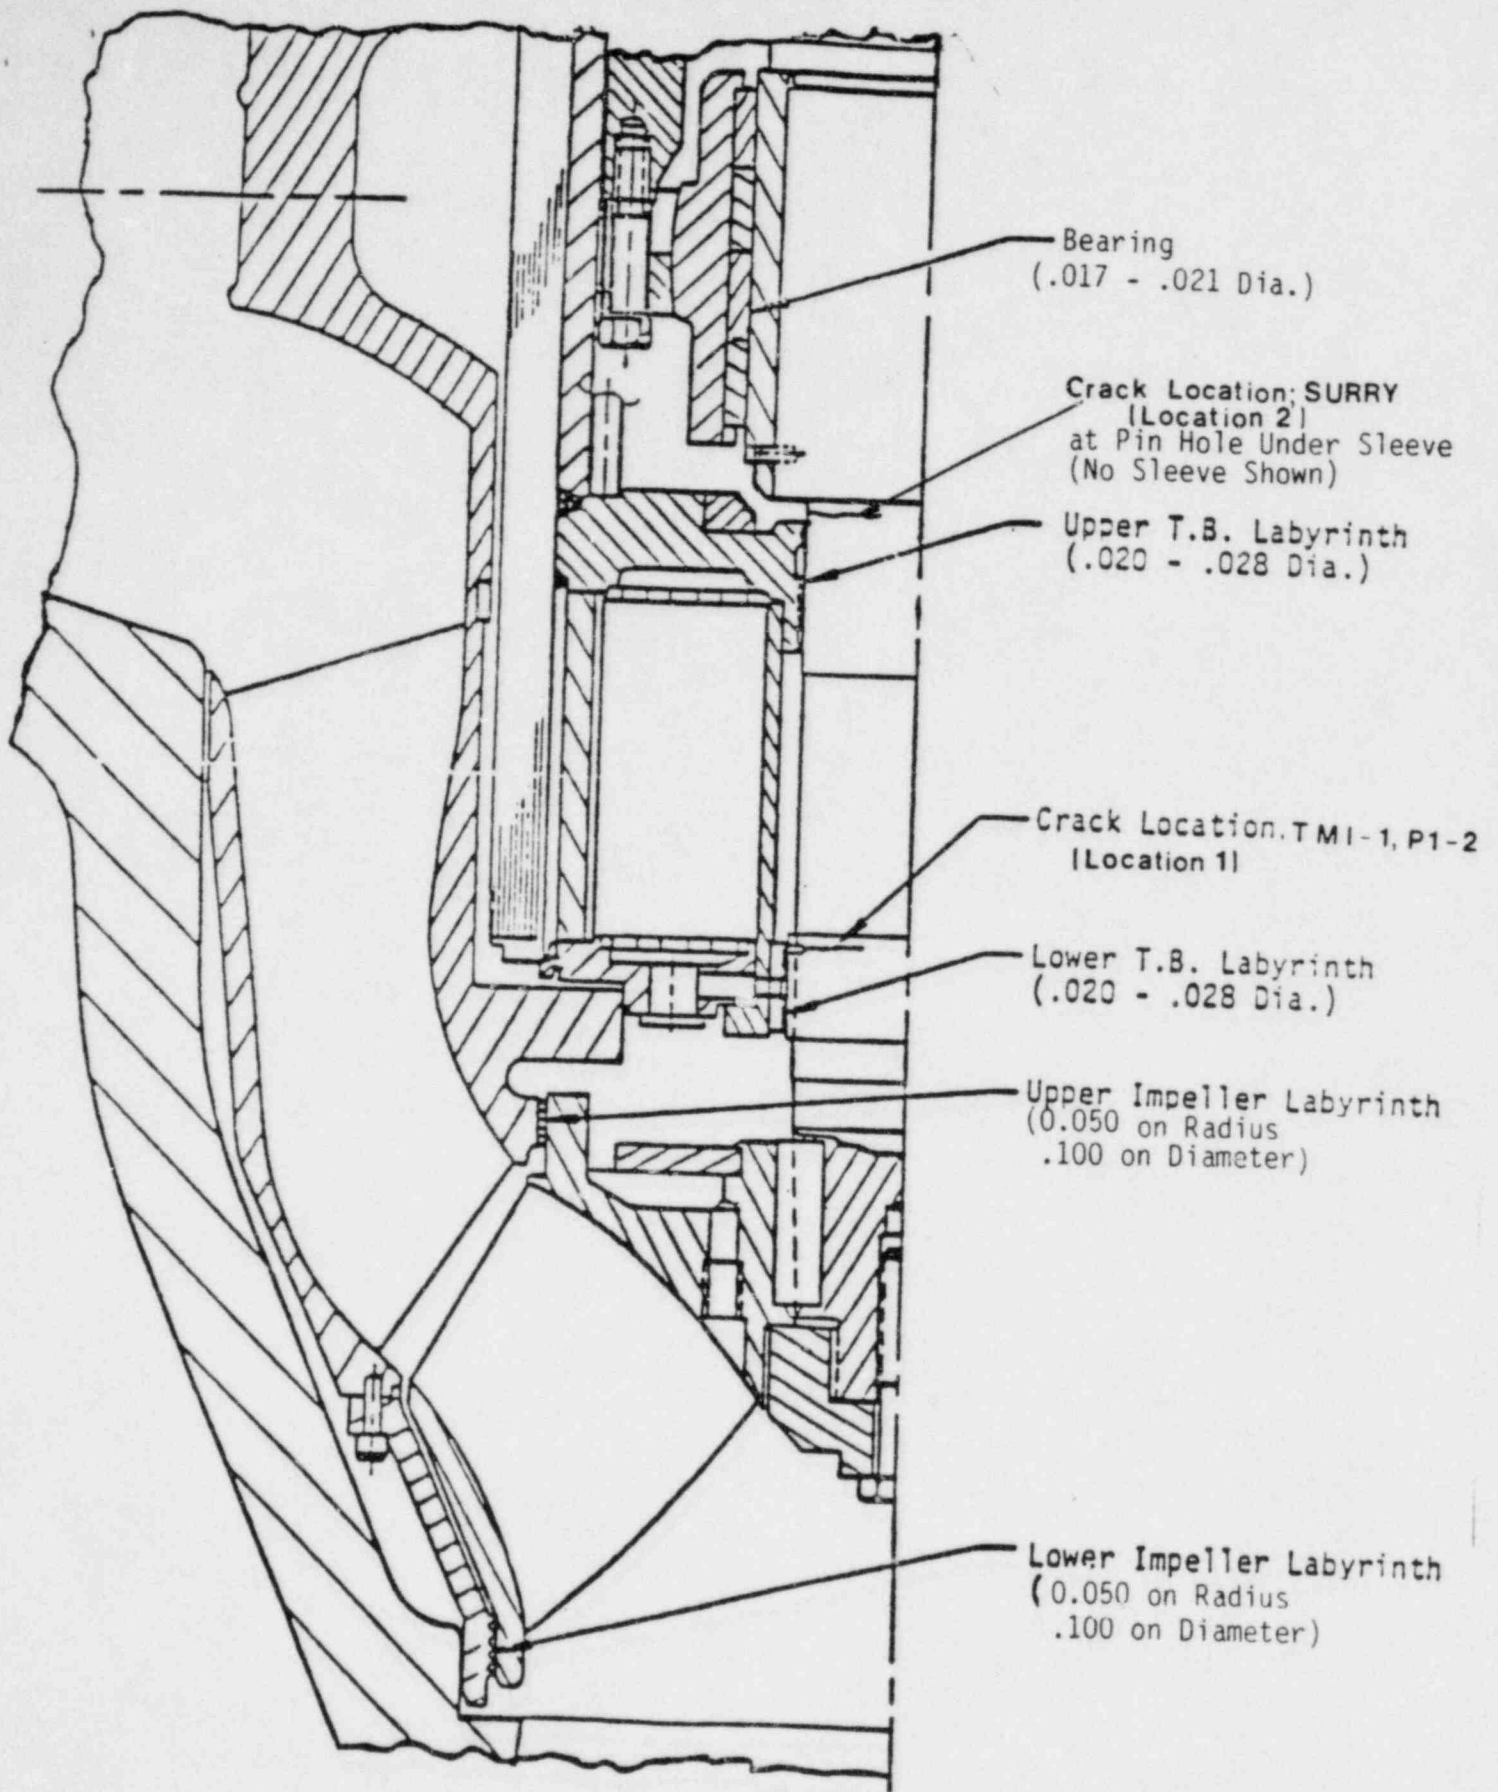 Bearing
(.017 - .021 Dia.)
Crack Location; SURRY
(Location 2)
at Pin Hole Under Sleeve
(No Sleeve Shown)
Upper T.B. Labyrinth
(.020 - .028 Dia.)
Crack Location. TMI-1, P1-2
(Location 1)
Lower T.B. Labyrinth
(.020 - .028 Dia.)
Upper Impeller Labyrinth
(0.050 on Radius
.100 on Diameter)
Lower Impeller Labyrinth
(0.050 on Radius
.100 on Diameter)